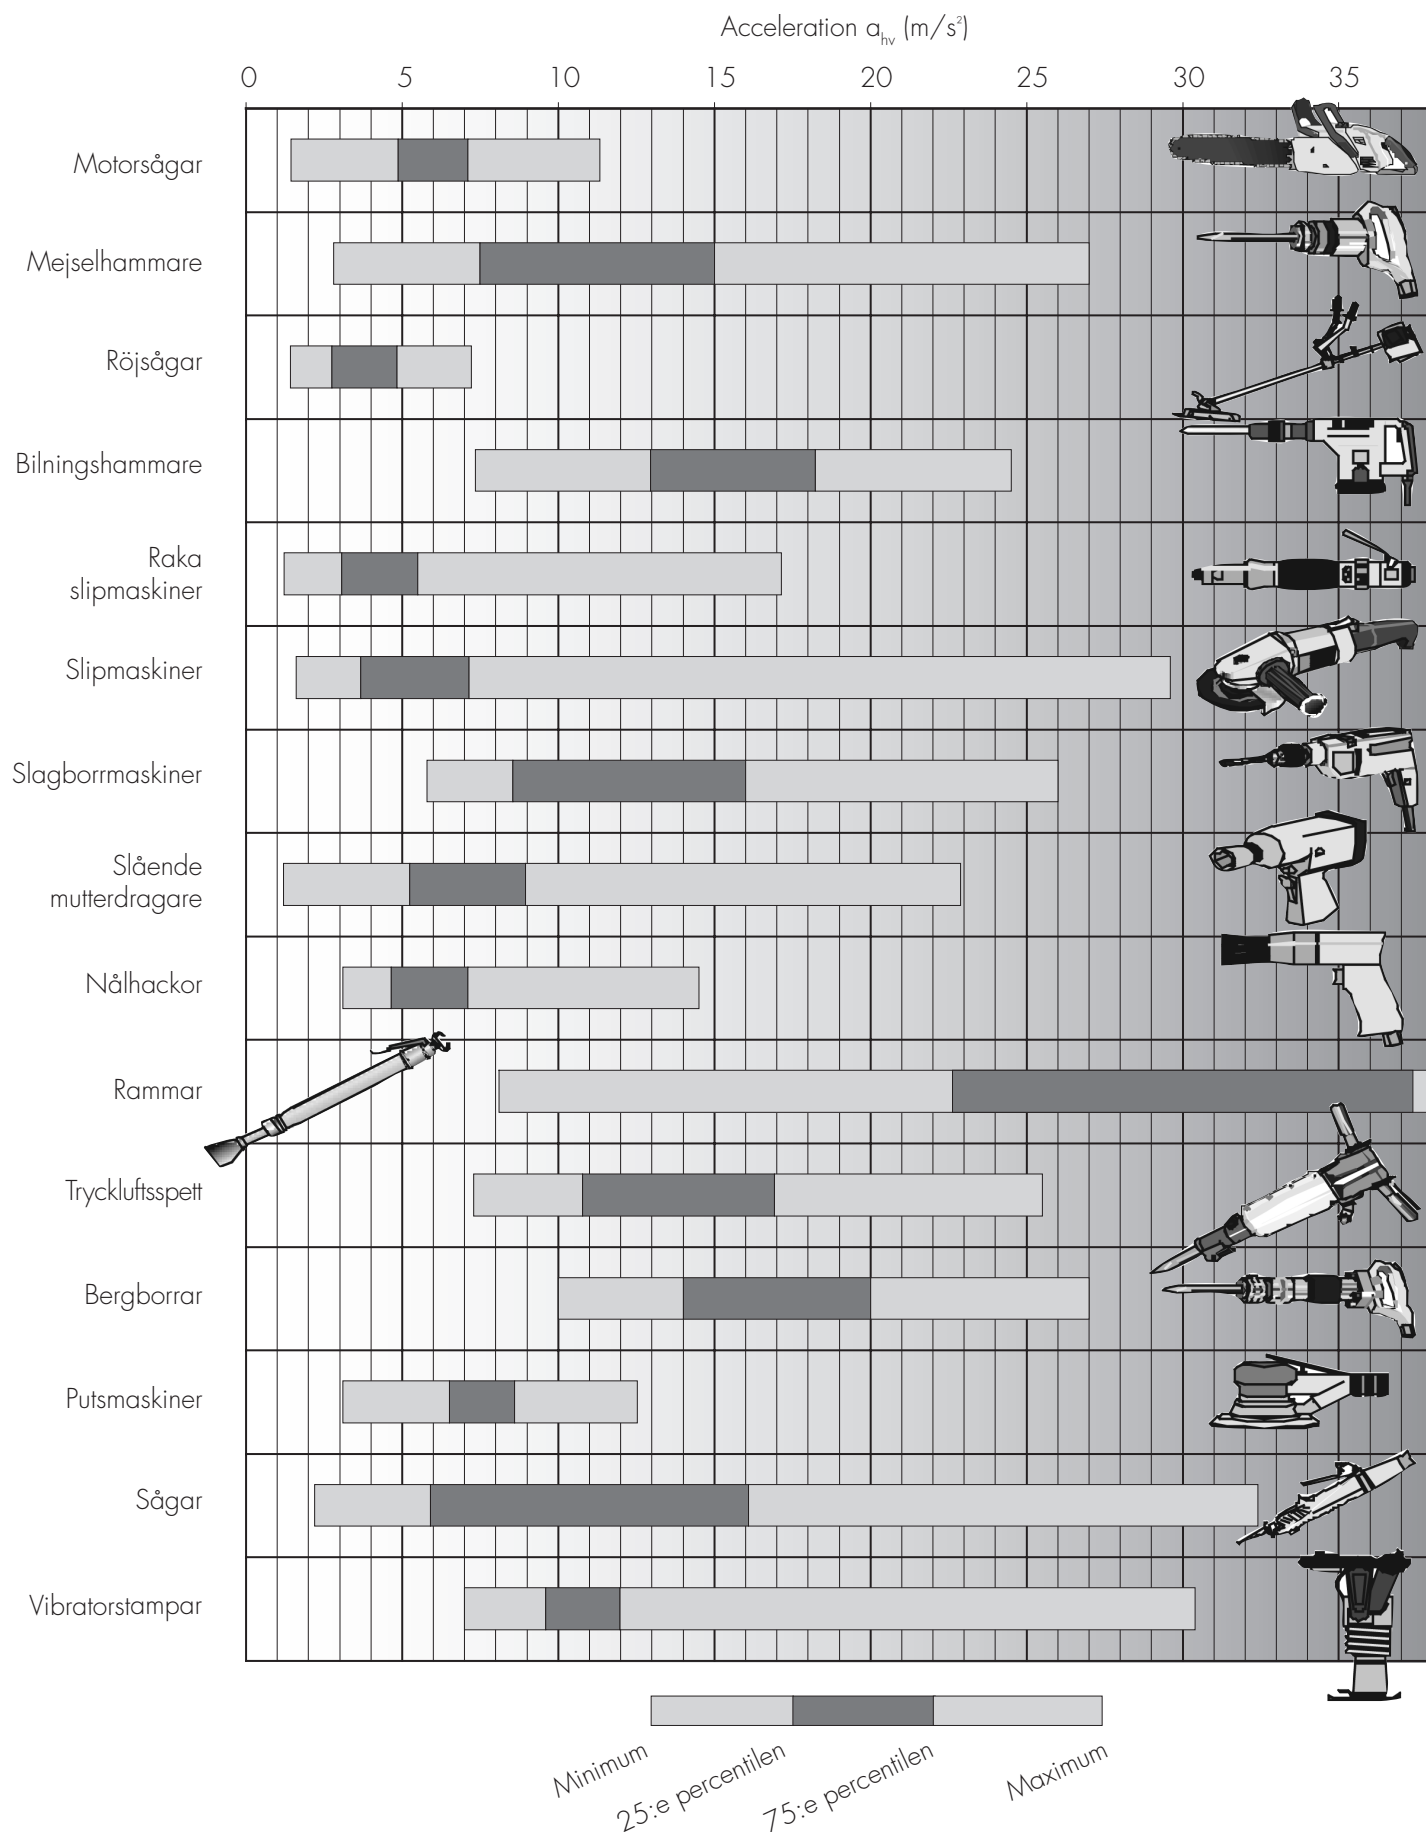 Acceleration a_hv (m/s²)
0 5 10 15 20 25 30 35
Motorsågar
Mejselhammare
Röjsågar
Bilningshammare
Raka
slipmaskiner
Slipmaskiner
Slagborrmaskiner
Slående
mutterdragare
Nålhackor
Rammar
Tryckluftsspett
Bergborrar
Putsmaskiner
Sågar
Vibratorstampar
Minimum
25:e percentilen
75:e percentilen
Maximum